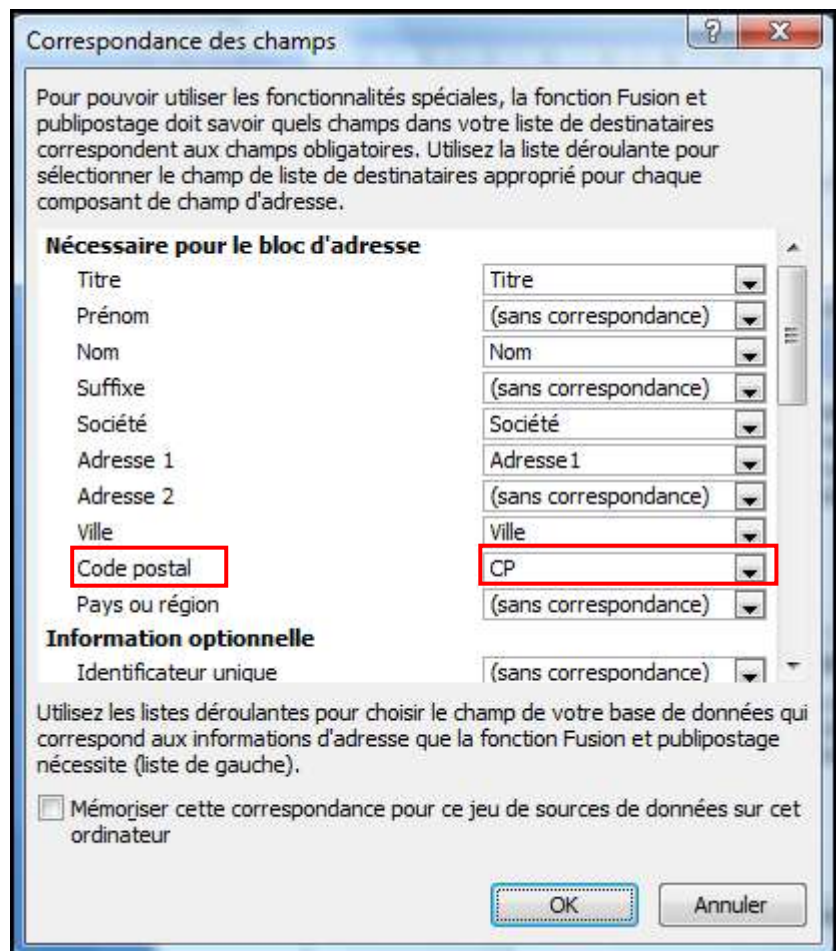 Correspondance des champs
Pour pouvoir utiliser les fonctionnalités spéciales, la fonction Fusion et
publipostage doit savoir quels champs dans votre liste de destinataires
correspondent aux champs obligatoires. Utilisez la liste déroulante pour
sélectionner le champ de liste de destinataires approprié pour chaque
composant de champ d'adresse.
Nécessaire pour le bloc d'adresse
Titre Titre
Prénom (sans correspondance)
Nom Nom
Suffixe (sans correspondance)
Société Société
Adresse 1 Adresse1
Adresse 2 (sans correspondance)
Ville Ville
Code postal CP
Pays ou région (sans correspondance)
Information optionnelle
Identificateur unique (sans correspondance)
Utilisez les listes déroulantes pour choisir le champ de votre base de données qui
correspond aux informations d'adresse que la fonction Fusion et publipostage
nécessite (liste de gauche).
Mémoriser cette correspondance pour ce jeu de sources de données sur cet
ordinateur
OK Annuler